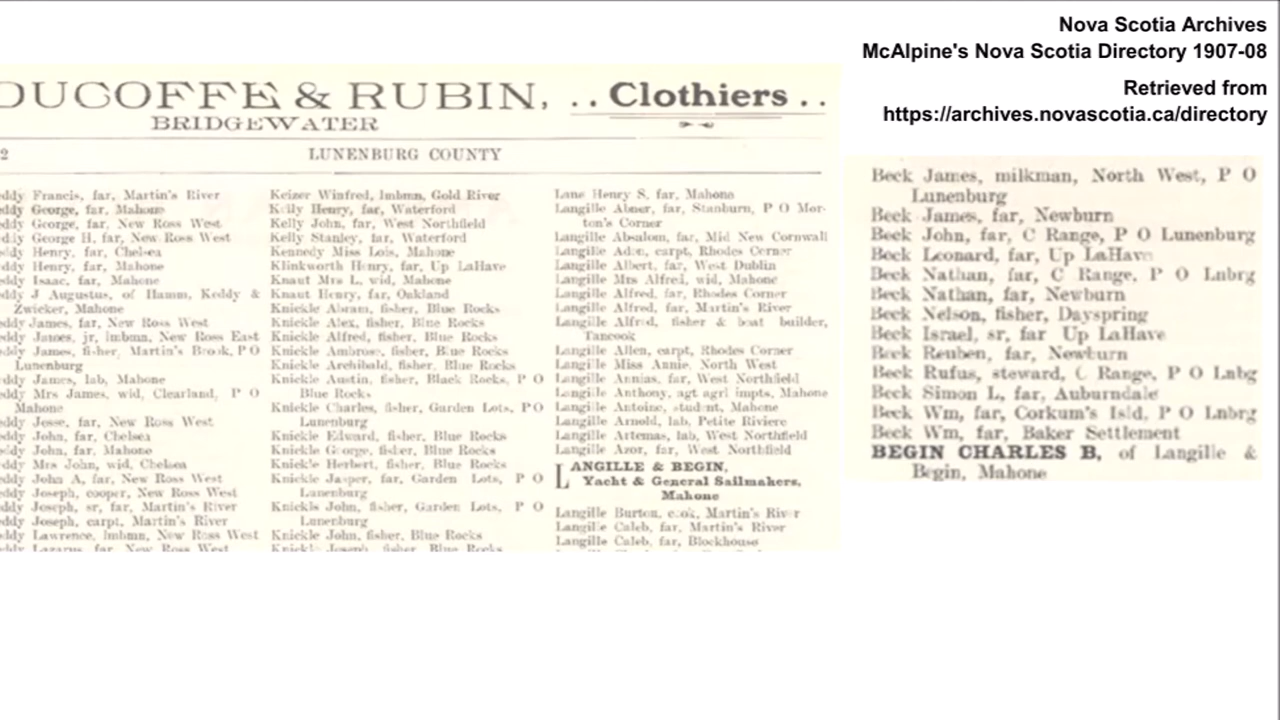 Nova Scotia Archives
McAlpine's Nova Scotia Directory 1907-08
Retrieved from
https://archives.novascotia.ca/directory
OUCOFFE & RUBIN, .. Clothiers ..
BRIDGEWATER
2
LUNENBURG COUNTY
eddy Francis, far, Martin's River
eddy George, far, Mahone
eddy George, far, New Ross West
eddy George H, far, New Ross West
eddy Henry, far, Chelsea
eddy Henry, far, Mahone
eddy Isaac, far, Mahone
eddy J Augustus, of Hamm, Keddy &
Zwicker, Mahone
eddy James, far, New Ross West
eddy James, jr, lmbmn, New Ross East
eddy James, fisher, Martin's Brook, P O
Lunenburg
eddy James, lab, Mahone
eddy Mrs James, wid, Clearland, P O
Mahone
eddy Jesse, far, New Ross West
eddy John, far, Chelsea
eddy John, far, Mahone
eddy Mrs John, wid, Chelsea
eddy John A, far, New Ross West
eddy Joseph, cooper, New Ross West
eddy Joseph, sr, far, Martin's River
eddy Joseph, carpt, Martin's River
eddy Lawrence, lmbmn, New Ross West
eddy Lazarus, far, New Ross West
Keizer Winfred, lmbmn, Gold River
Kelly Henry, far, Waterford
Kelly John, far, West Northfield
Kelly Stanley, far, Waterford
Kennedy Miss Lois, Mahone
Klinkworth Henry, far, Up LaHave
Knaut Mrs L, wid, Mahone
Knaut Henry, far, Oakland
Knickle Abram, fisher, Blue Rocks
Knickle Alex, fisher, Blue Rocks
Knickle Alfred, fisher, Blue Rocks
Knickle Ambrose, fisher, Blue Rocks
Knickle Archibald, fisher, Blue Rocks
Knickle Austin, fisher, Black Rocks, P O
Blue Rocks
Knickle Charles, fisher, Garden Lots, P O
Lunenburg
Knickle Edward, fisher, Blue Rocks
Knickle George, fisher, Blue Rocks
Knickle Herbert, fisher, Blue Rocks
Knickle Jasper, far, Garden Lots, P O
Lunenburg
Knickle John, fisher, Garden Lots, P O
Lunenburg
Knickle John, fisher, Blue Rocks
Knickle Joseph, fisher, Blue Rocks
Lane Henry S, far, Mahone
Langille Abner, far, Stanburn, P O Mor-
ton's Corner
Langille Absalom, far, Mid New Cornwall
Langille Aden, carpt, Rhodes Corner
Langille Albert, far, West Dublin
Langille Mrs Alfred, wid, Mahone
Langille Alfred, far, Rhodes Corner
Langille Alfred, far, Martin's River
Langille Alfred, fisher & boat builder,
Tancook
Langille Allen, carpt, Rhodes Corner
Langille Miss Annie, North West
Langille Annias, far, West Northfield
Langille Anthony, agt agrl impts, Mahone
Langille Antoine, student, Mahone
Langille Arnold, lab, Petite Riviere
Langille Artemas, lab, West Northfield
Langille Azor, far, West Northfield
LANGILLE & BEGIN,
Yacht & General Sailmakers,
Mahone
Langille Burton, cook, Martin's River
Langille Caleb, far, Martin's River
Langille Caleb, far, Blockhouse
Beck James, milkman, North West, P O
Lunenburg
Beck James, far, Newburn
Beck John, far, C Range, P O Lunenburg
Beck Leonard, far, Up LaHave
Beck Nathan, far, C Range, P O Lnbrg
Beck Nathan, far, Newburn
Beck Nelson, fisher, Dayspring
Beck Israel, sr, far Up LaHave
Beck Reuben, far, Newburn
Beck Rufus, steward, C Range, P O Lnbg
Beck Simon L, far, Auburndale
Beck Wm, far, Corkum's Isld, P O Lnbrg
Beck Wm, far, Baker Settlement
BEGIN CHARLES B, of Langille &
Begin, Mahone